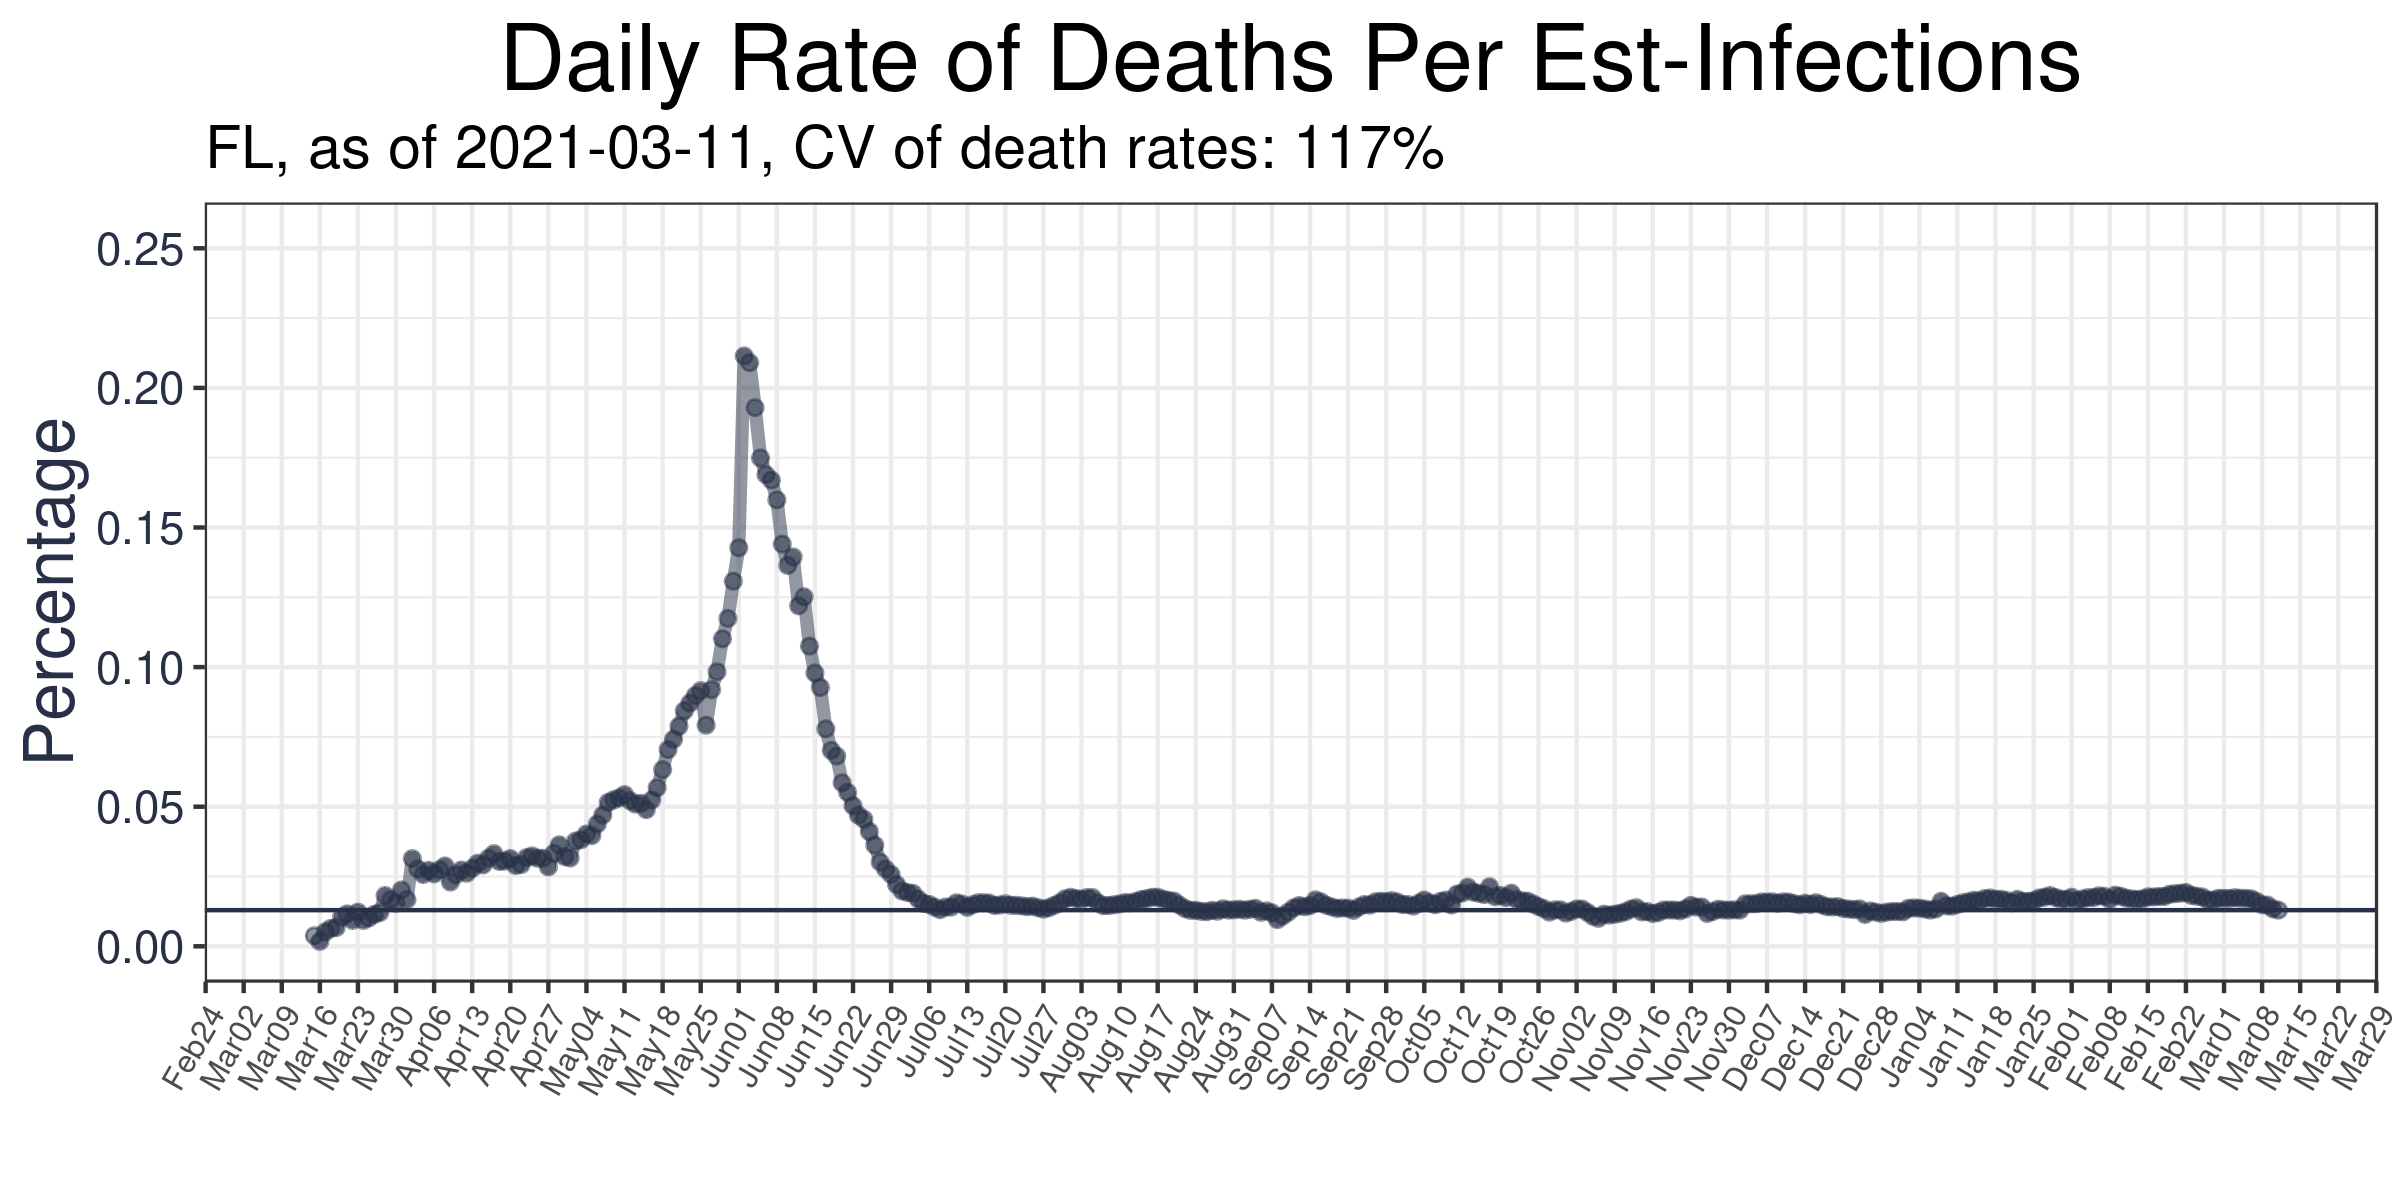 Daily Rate of Deaths Per Est-Infections
FL, as of 2021-03-11, CV of death rates: 117%
Percentage
0.25
0.20
0.15
0.10
0.05
0.00
Feb24
Mar02
Mar09
Mar16
Mar23
Mar30
Apr06
Apr13
Apr20
Apr27
May04
May11
May18
May25
Jun01
Jun08
Jun15
Jun22
Jun29
Jul06
Jul13
Jul20
Jul27
Aug03
Aug10
Aug17
Aug24
Aug31
Sep07
Sep14
Sep21
Sep28
Oct05
Oct12
Oct19
Oct26
Nov02
Nov09
Nov16
Nov23
Nov30
Dec07
Dec14
Dec21
Dec28
Jan04
Jan11
Jan18
Jan25
Feb01
Feb08
Feb15
Feb22
Mar01
Mar08
Mar15
Mar22
Mar29